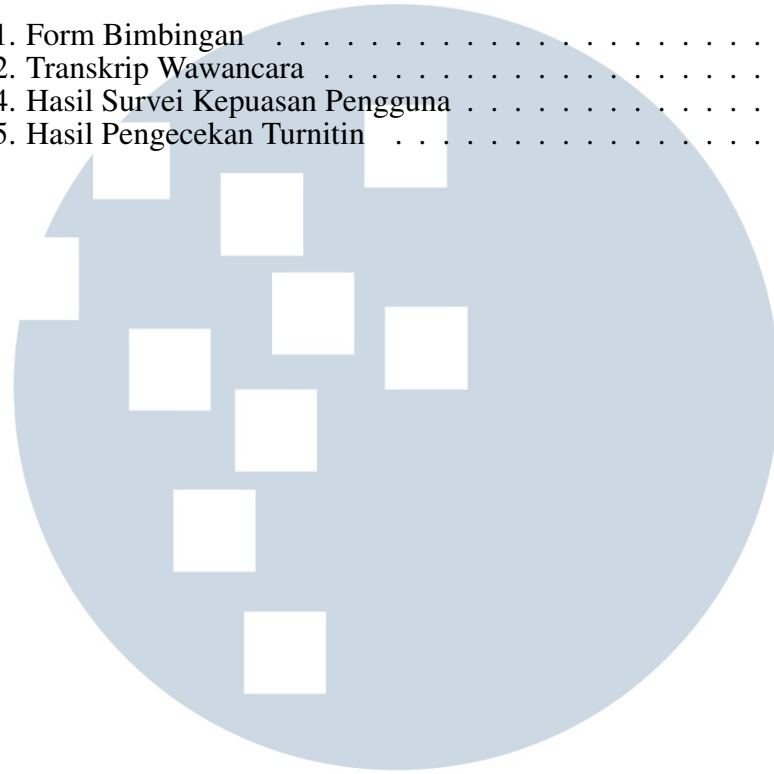 1. Form Bimbingan . . . . . . . . . . . . . . . . . . . . .
2. Transkrip Wawancara . . . . . . . . . . . . . . . . . . .
4. Hasil Survei Kepuasan Pengguna . . . . . . . . . . . . .
5. Hasil Pengecekan Turnitin . . . . . . . . . . . . . . . .